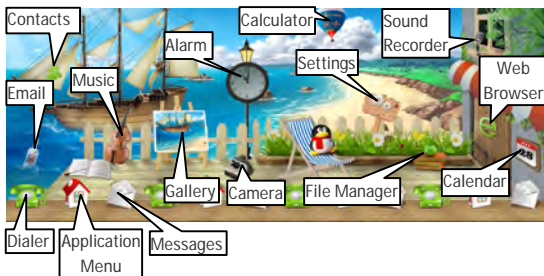 Contacts
Calculator
Sound
Recorder
Alarm
Settings
Web
Browser
Music
Email
Gallery
Camera
File Manager
Calendar
Dialer
Application
Menu
Messages
28